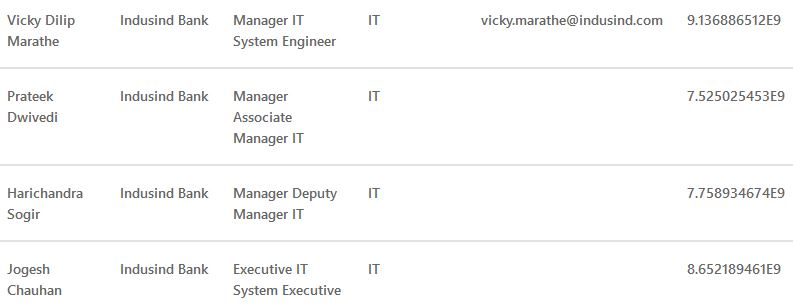 Vicky Dilip Indusind Bank Manager IT IT vicky.marathe@indusind.com 9.136886512E9
Marathe System Engineer
Prateek Indusind Bank Manager IT 7.525025453E9
Dwivedi Associate
Manager IT
Harichandra Indusind Bank Manager Deputy IT 7.758934674E9
Sogir Manager IT
Jogesh Indusind Bank Executive IT IT 8.652189461E9
Chauhan System Executive